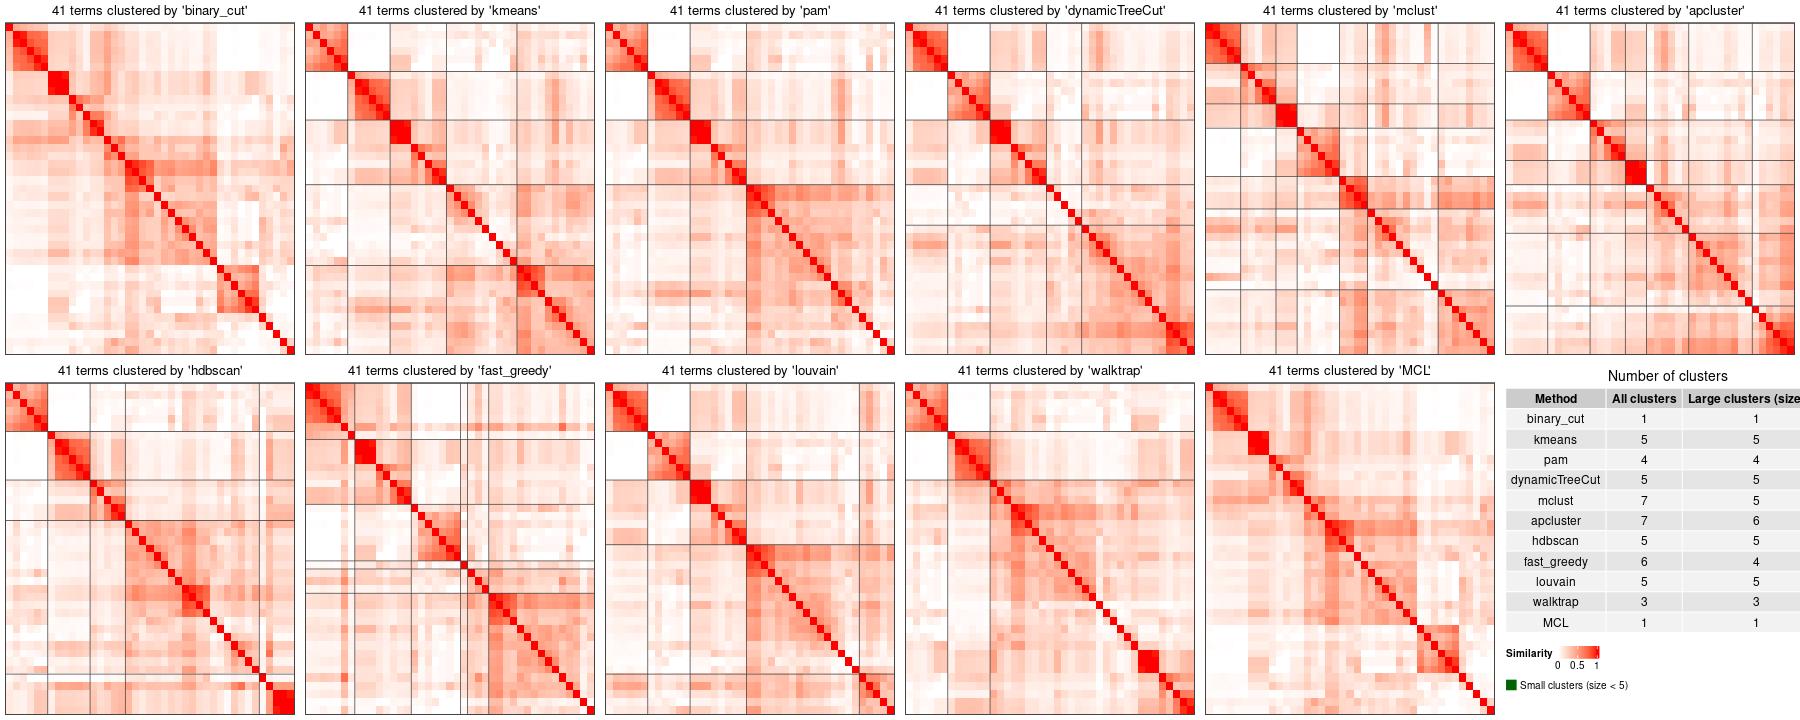 41 terms clustered by 'binary_cut'
41 terms clustered by 'kmeans'
41 terms clustered by 'pam'
41 terms clustered by 'dynamicTreeCut'
41 terms clustered by 'mclust'
41 terms clustered by 'apcluster'
41 terms clustered by 'hdbscan'
41 terms clustered by 'fast_greedy'
41 terms clustered by 'louvain'
41 terms clustered by 'walktrap'
41 terms clustered by 'MCL'
Number of clusters
Method All clusters Large clusters (size
binary_cut 1 1
kmeans 5 5
pam 4 4
dynamicTreeCut 5 5
mclust 7 5
apcluster 7 6
hdbscan 5 5
fast_greedy 6 4
louvain 5 5
walktrap 3 3
MCL 1 1
Similarity
0 0.5 1
Small clusters (size < 5)